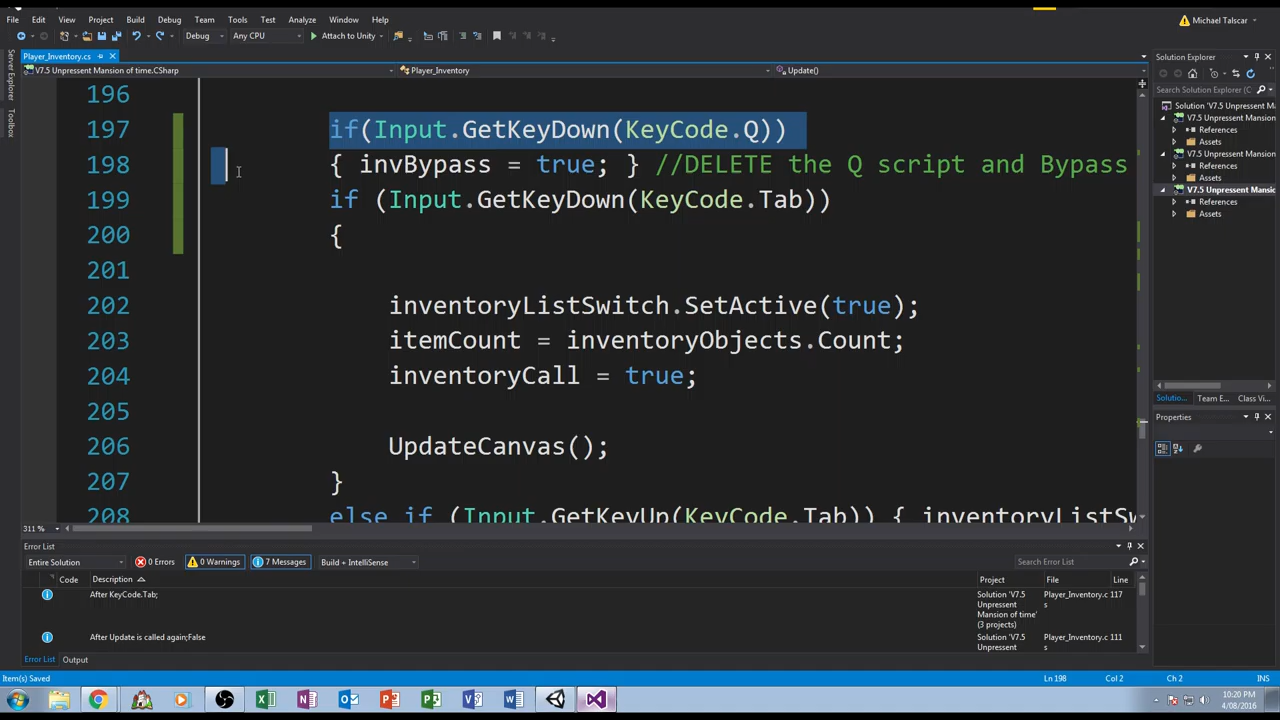 Michael Talscar
File Edit View Project Build Debug Team Tools Test Analyze Window Help
Debug Any CPU Attach to Unity
Player_Inventory.cs
V7.5 Unpressent Mansion of time.CSharp Player_Inventory Update()
Server Explorer
Toolbox
196
197 if(Input.GetKeyDown(KeyCode.Q))
198 { invBypass = true; } //DELETE the Q script and Bypass
199 if (Input.GetKeyDown(KeyCode.Tab))
200 {
201
202 inventoryListSwitch.SetActive(true);
203 itemCount = inventoryObjects.Count;
204 inventoryCall = true;
205
206 UpdateCanvas();
207 }
208 else if (Input.GetKeyUp(KeyCode.Tab)) { inventoryListSw
311 %
Solution Explorer
Search Solution Explorer (
Solution 'V7.5 Unpressent
V7.5 Unpressent Mansion
References
Assets
V7.5 Unpressent Mansion
References
Assets
V7.5 Unpressent Mansi
References
Assets
Solutio... Team E... Class Vi...
Properties
Error List
Entire Solution 0 Errors 0 Warnings 7 Messages Build + IntelliSense Search Error List
Code Description Project File Line
After KeyCode.Tab; Solution 'V7.5 Player_Inventory.c 117
Unpressent s
Mansion of time'
(3 projects)
After Update is called again;False Solution 'V7.5 Player_Inventory.c 111
Unpressent s
Error List Output
Item(s) Saved Ln 198 Col 2 Ch 2 INS
10:20 PM
4/08/2016